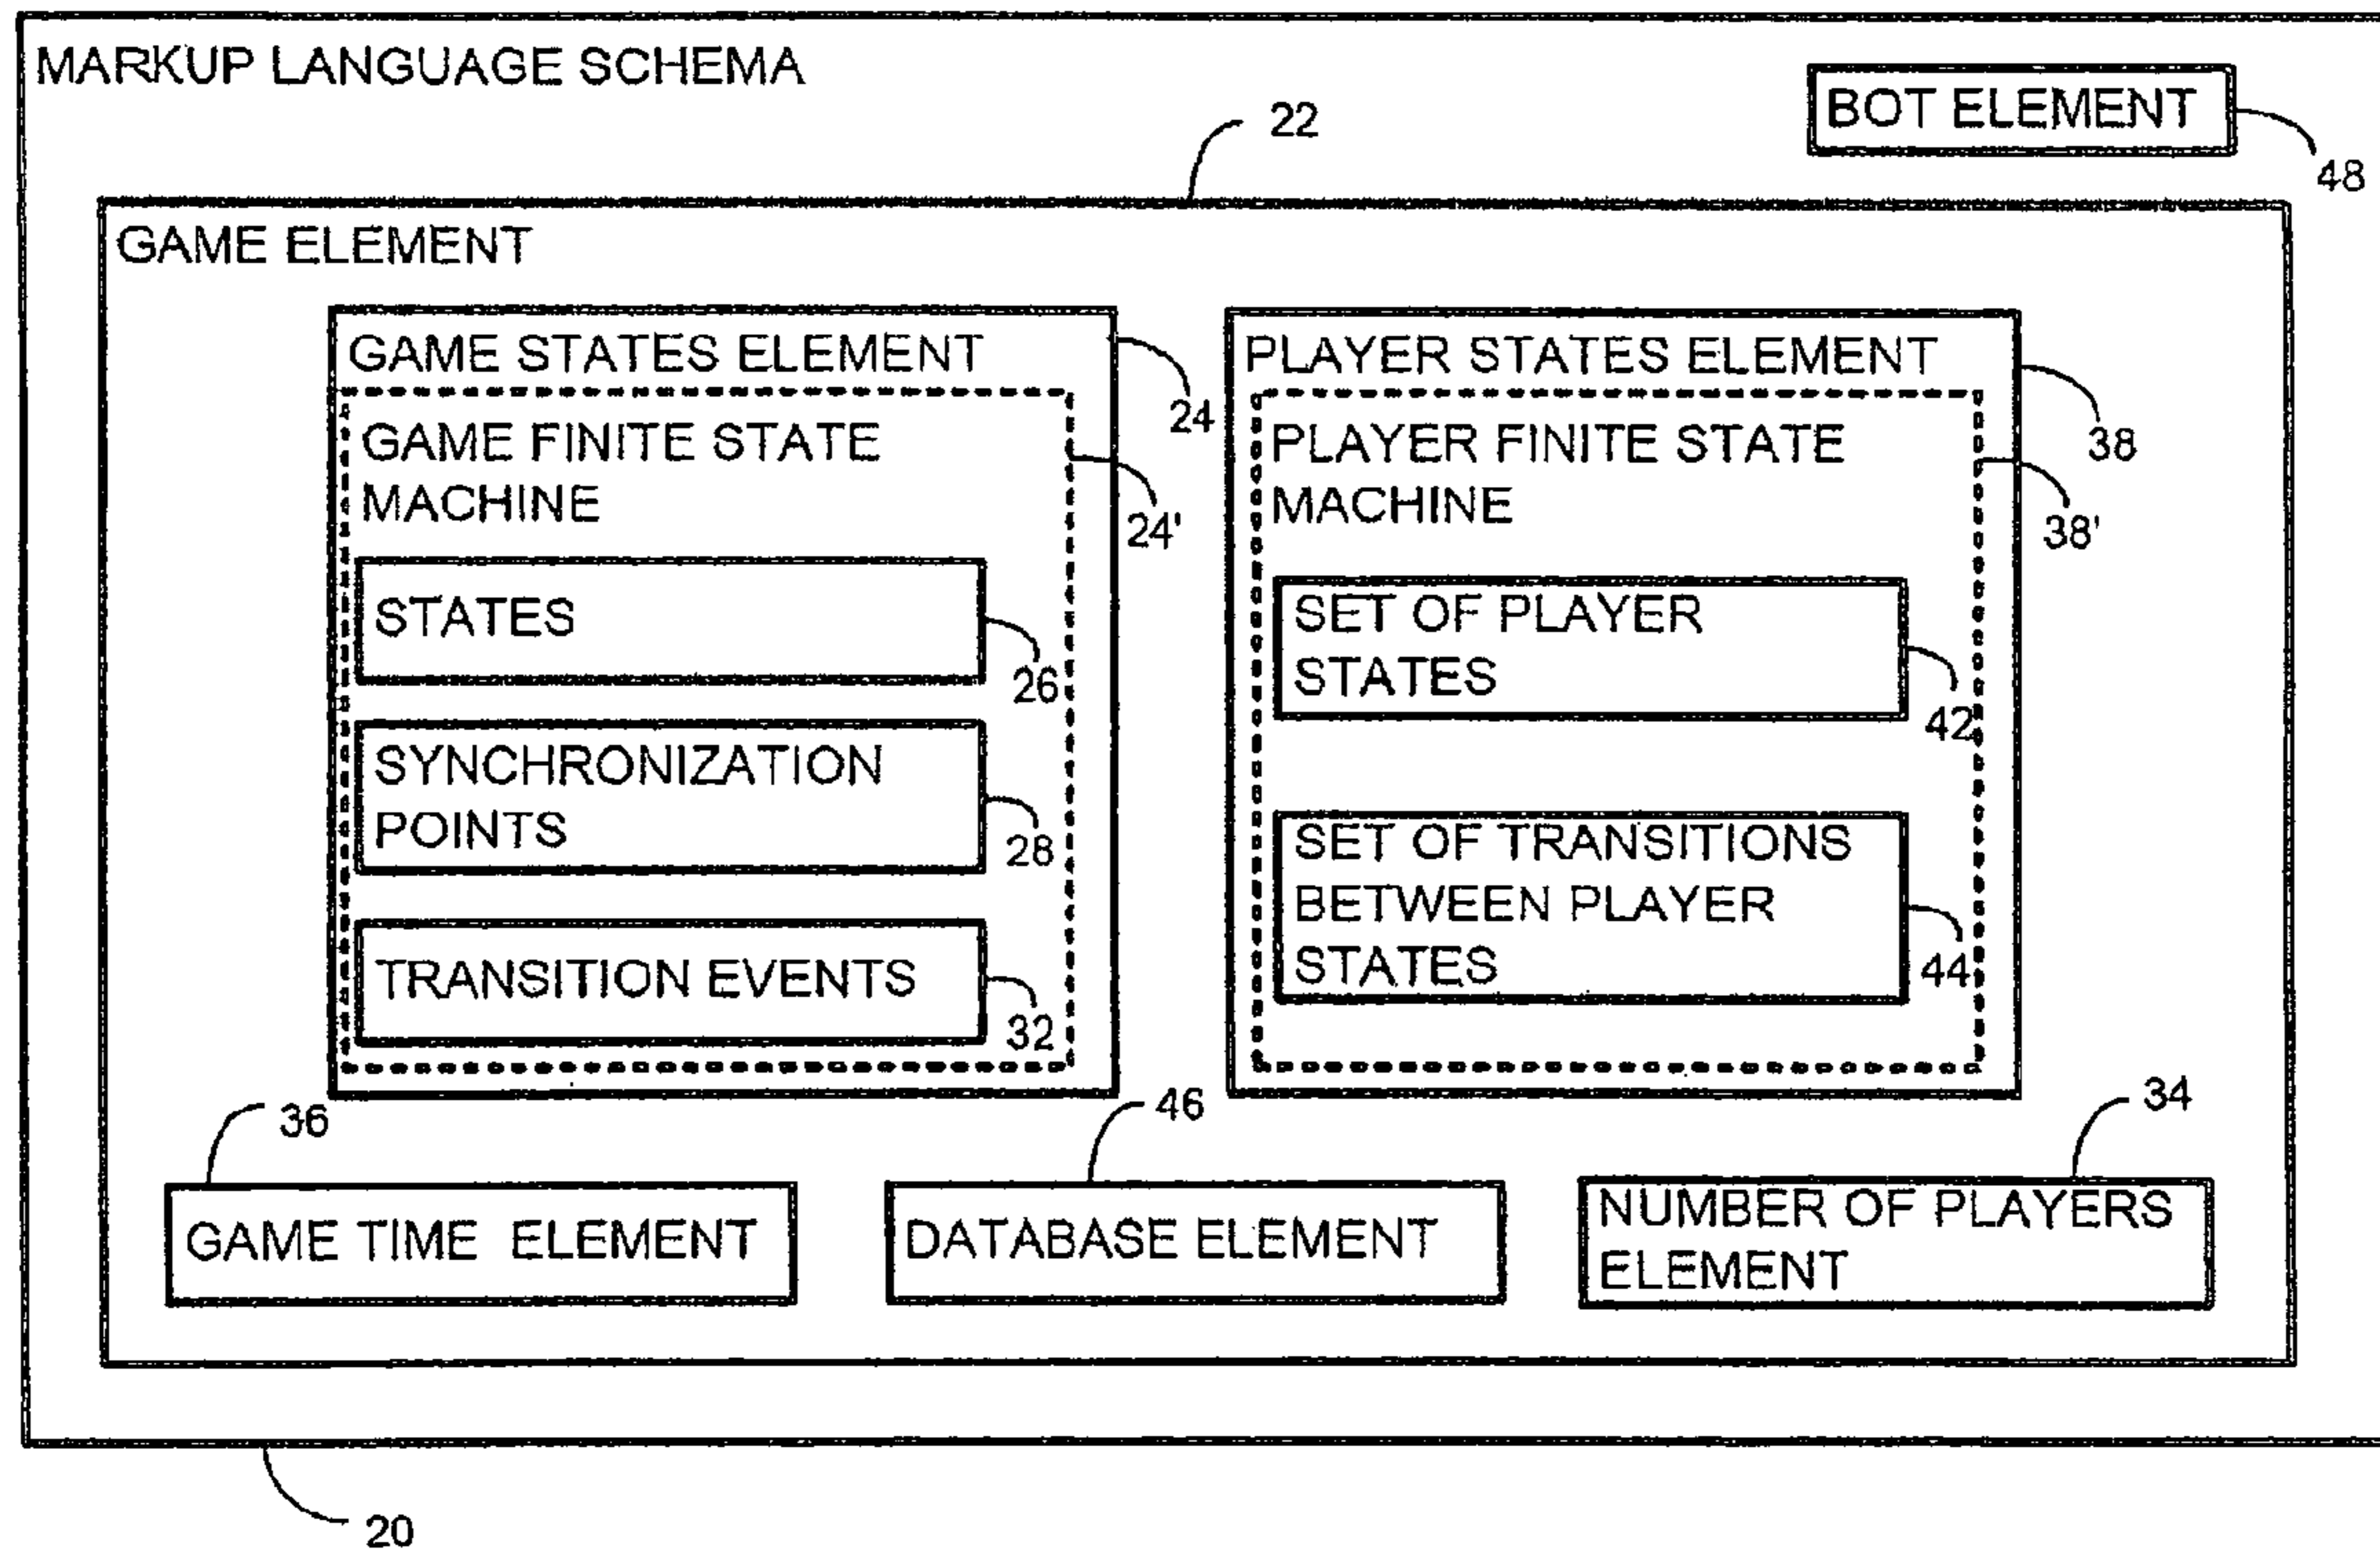 MARKUP LANGUAGE SCHEMA
BOT ELEMENT
48
22
GAME ELEMENT
GAME STATES ELEMENT
24
GAME FINITE STATE
MACHINE
24'
STATES
26
SYNCHRONIZATION
POINTS
28
TRANSITION EVENTS
32
PLAYER STATES ELEMENT
38
PLAYER FINITE STATE
MACHINE
38'
SET OF PLAYER
STATES
42
SET OF TRANSITIONS
BETWEEN PLAYER
STATES
44
36
GAME TIME ELEMENT
46
DATABASE ELEMENT
34
NUMBER OF PLAYERS
ELEMENT
20